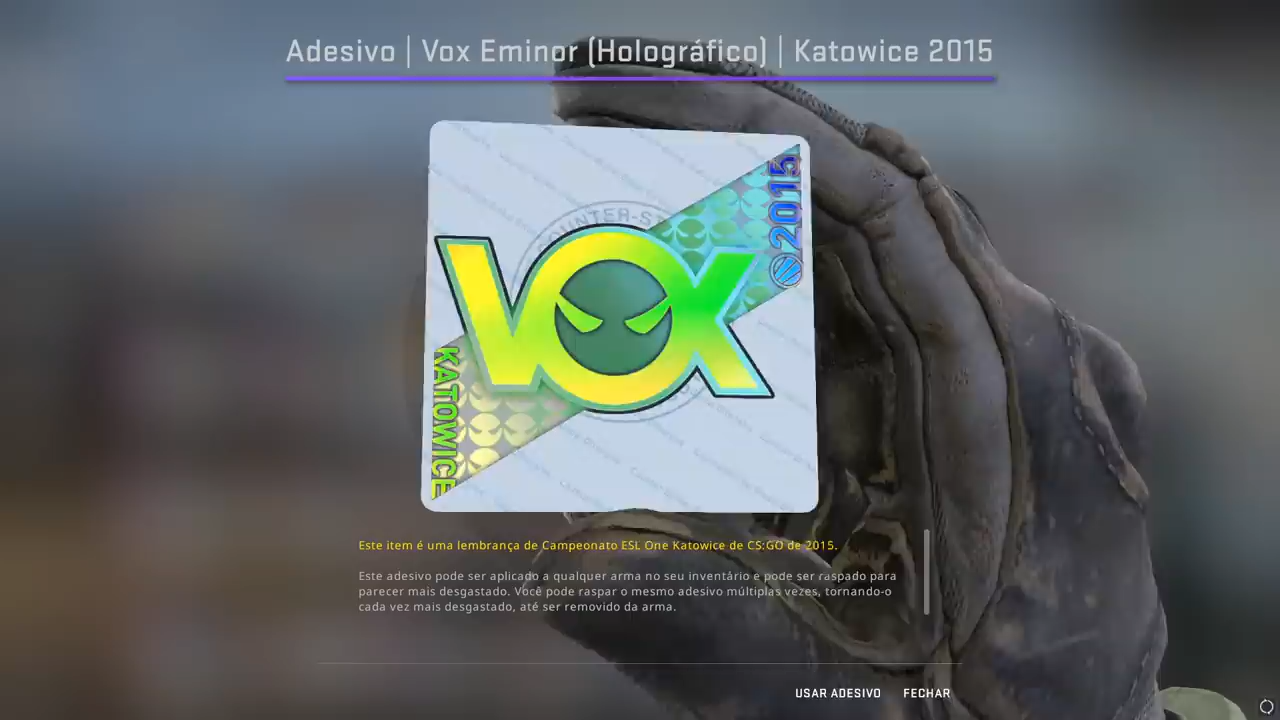 Adesivo | Vox Eminor (Holográfico) | Katowice 2015
2015
COUNTER-ST
VOX
KATOWICE
Este item é uma lembrança de Campeonato ESL One Katowice de CS:GO de 2015.
Este adesivo pode ser aplicado a qualquer arma no seu inventário e pode ser raspado para
parecer mais desgastado. Você pode raspar o mesmo adesivo múltiplas vezes, tornando-o
cada vez mais desgastado, até ser removido da arma.
USAR ADESIVO FECHAR